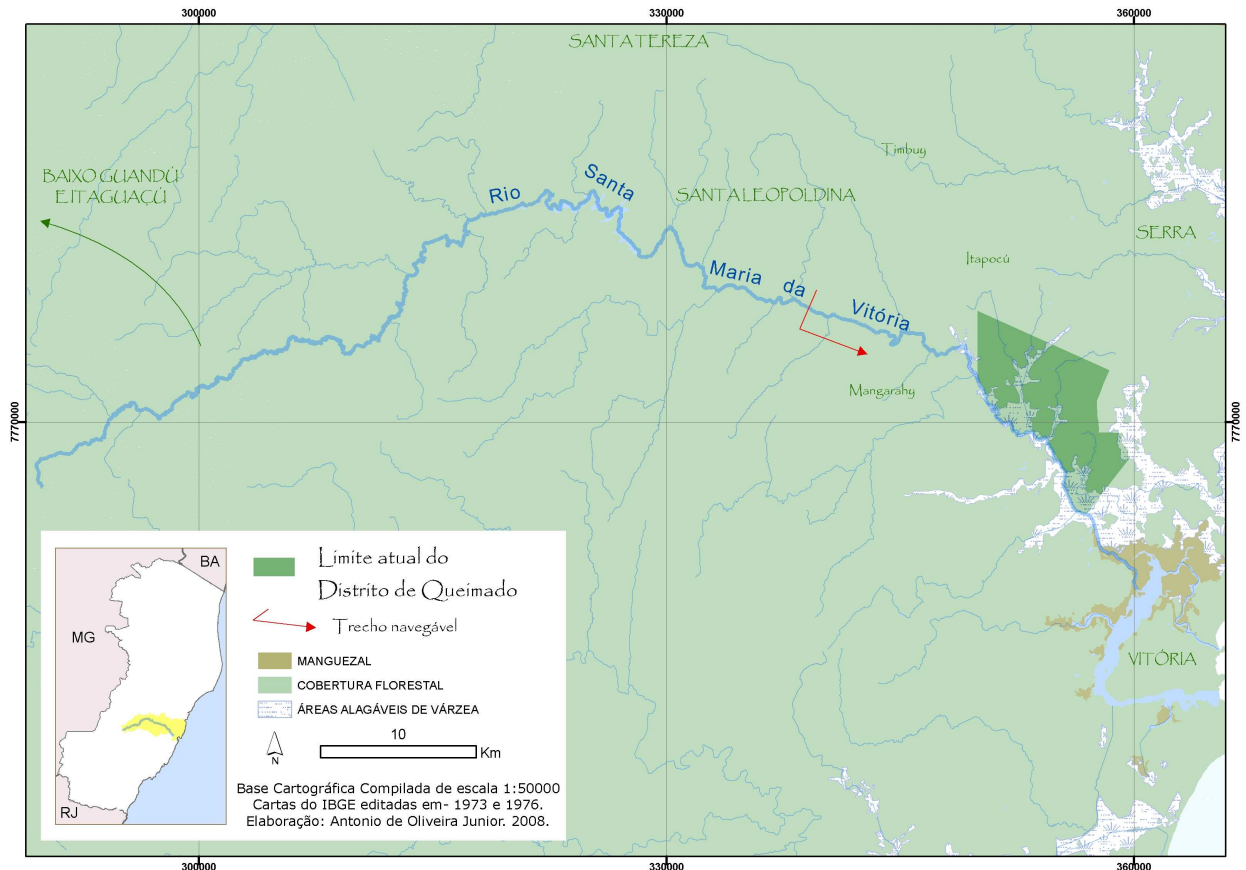 300000
330000
360000
SANTA TEREZA
Timbuy
BAIXO GUANDÚ
E ITAGUAÇÚ
Rio Santa Maria da Vitória
SANTA LEOPOLDINA
SERRA
Itapocú
Mangarahy
7770000
7770000
VITÓRIA
BA
MG
RJ
Límite atual do
Distrito de Queimado
Trecho navegável
MANGUEZAL
COBERTURA FLORESTAL
ÁREAS ALAGÁVEIS DE VÁRZEA
N
10
Km
Base Cartográfica Compilada de escala 1:50000
Cartas do IBGE editadas em- 1973 e 1976.
Elaboração: Antonio de Oliveira Junior. 2008.
300000
330000
360000